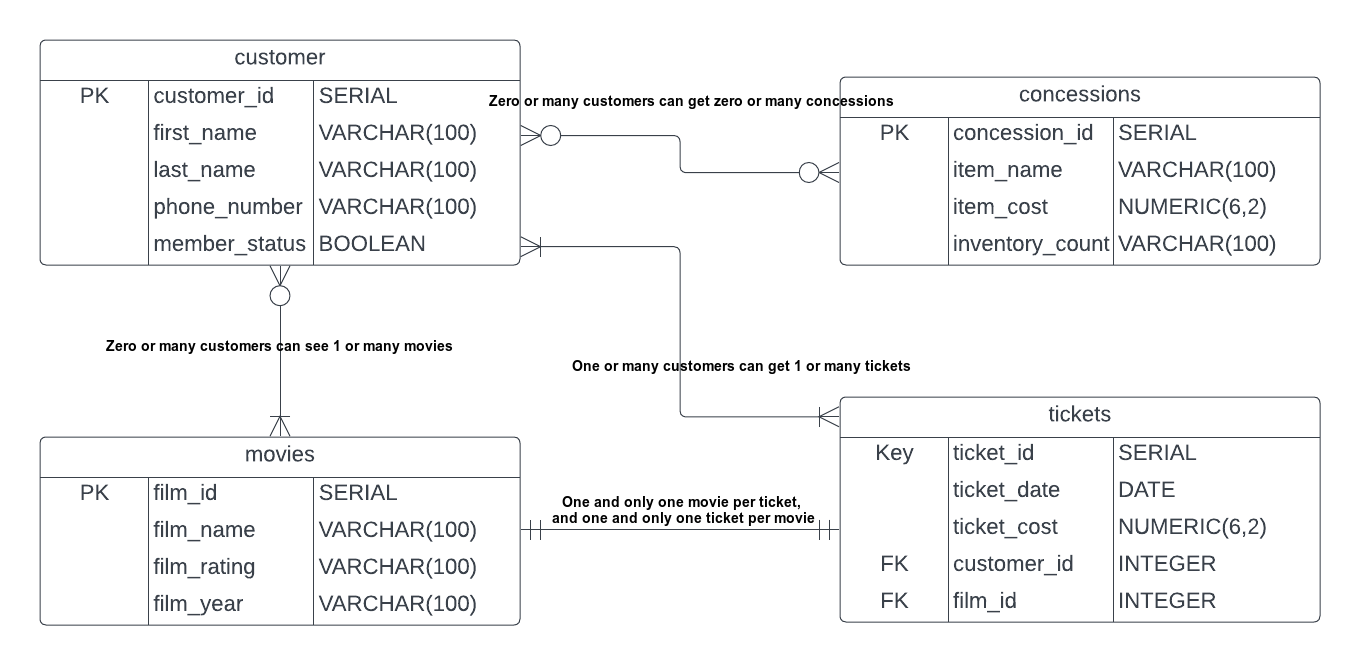 customer
PK customer_id SERIAL
first_name VARCHAR(100)
last_name VARCHAR(100)
phone_number VARCHAR(100)
member_status BOOLEAN
Zero or many customers can get zero or many concessions
concessions
PK concession_id SERIAL
item_name VARCHAR(100)
item_cost NUMERIC(6,2)
inventory_count VARCHAR(100)
Zero or many customers can see 1 or many movies
One or many customers can get 1 or many tickets
movies
PK film_id SERIAL
film_name VARCHAR(100)
film_rating VARCHAR(100)
film_year VARCHAR(100)
One and only one movie per ticket,
and one and only one ticket per movie
tickets
Key ticket_id SERIAL
ticket_date DATE
ticket_cost NUMERIC(6,2)
FK customer_id INTEGER
FK film_id INTEGER